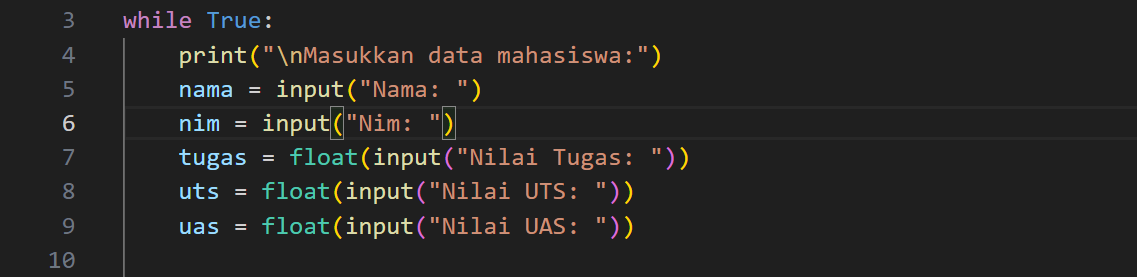 3 while True:
4     print("\nMasukkan data mahasiswa:")
5     nama = input("Nama: ")
6     nim = input("Nim: ")
7     tugas = float(input("Nilai Tugas: "))
8     uts = float(input("Nilai UTS: "))
9     uas = float(input("Nilai UAS: "))
10